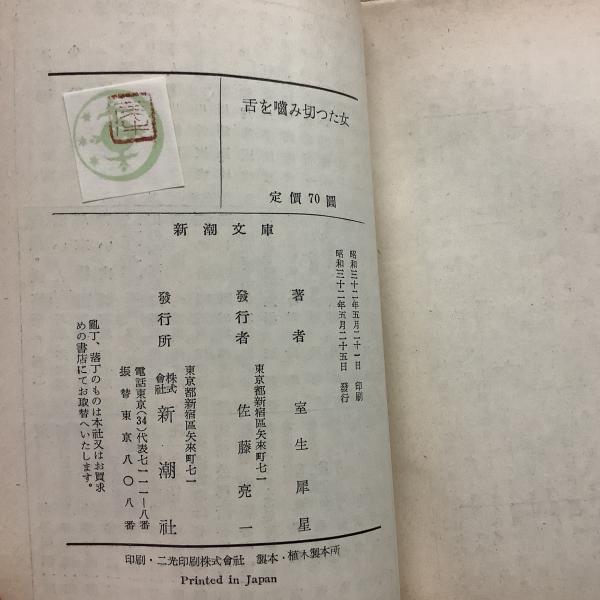 舌を嚙み切つた女
定價70圓
新潮文庫
昭和三十二年五月二十一日 印刷
昭和三十二年五月二十五日 發行
著者 室生犀星
東京都新宿區矢來町七一
發行者 佐藤亮一
東京都新宿區矢來町七一
發行所 株式會社 新潮社
電話東京(34)代表七一一一—八番
振替東京八〇八番
亂丁、落丁のものは本社又はお買求
めの書店にてお取替へいたします。
印刷・二光印刷株式會社 製本・植木製本所
Printed in Japan